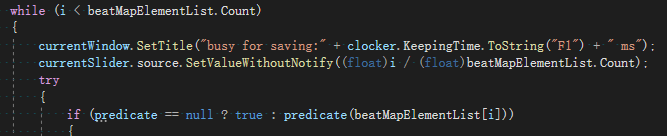 while (i < beatMapElementList.Count)
{
currentWindow.SetTitle("busy for saving:" + clocker.KeepingTime.ToString("F1") + " ms");
currentSlider.source.SetValueWithoutNotify((float)i / (float)beatMapElementList.Count);
try
{
if (predicate == null ? true : predicate(beatMapElementList[i]))
{